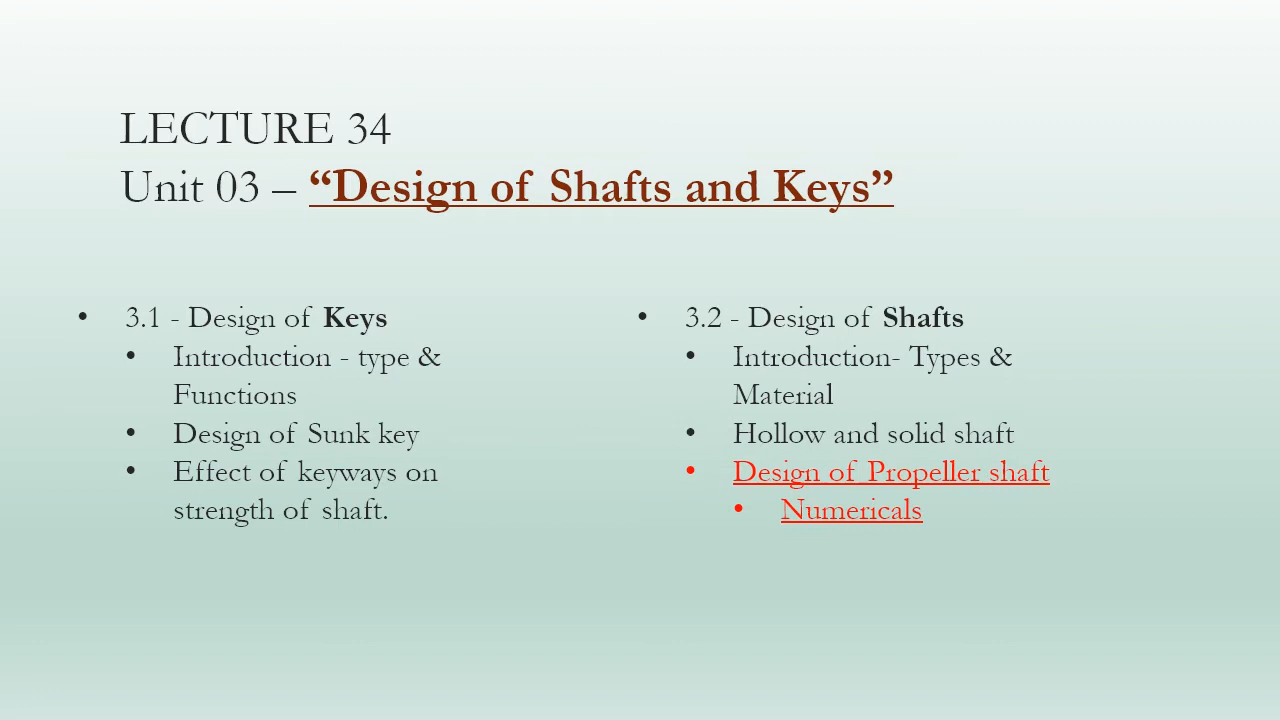 LECTURE 34
Unit 03 – “Design of Shafts and Keys”
• 3.1 - Design of Keys
• Introduction - type &
Functions
• Design of Sunk key
• Effect of keyways on
strength of shaft.
• 3.2 - Design of Shafts
• Introduction- Types &
Material
• Hollow and solid shaft
• Design of Propeller shaft
• Numericals